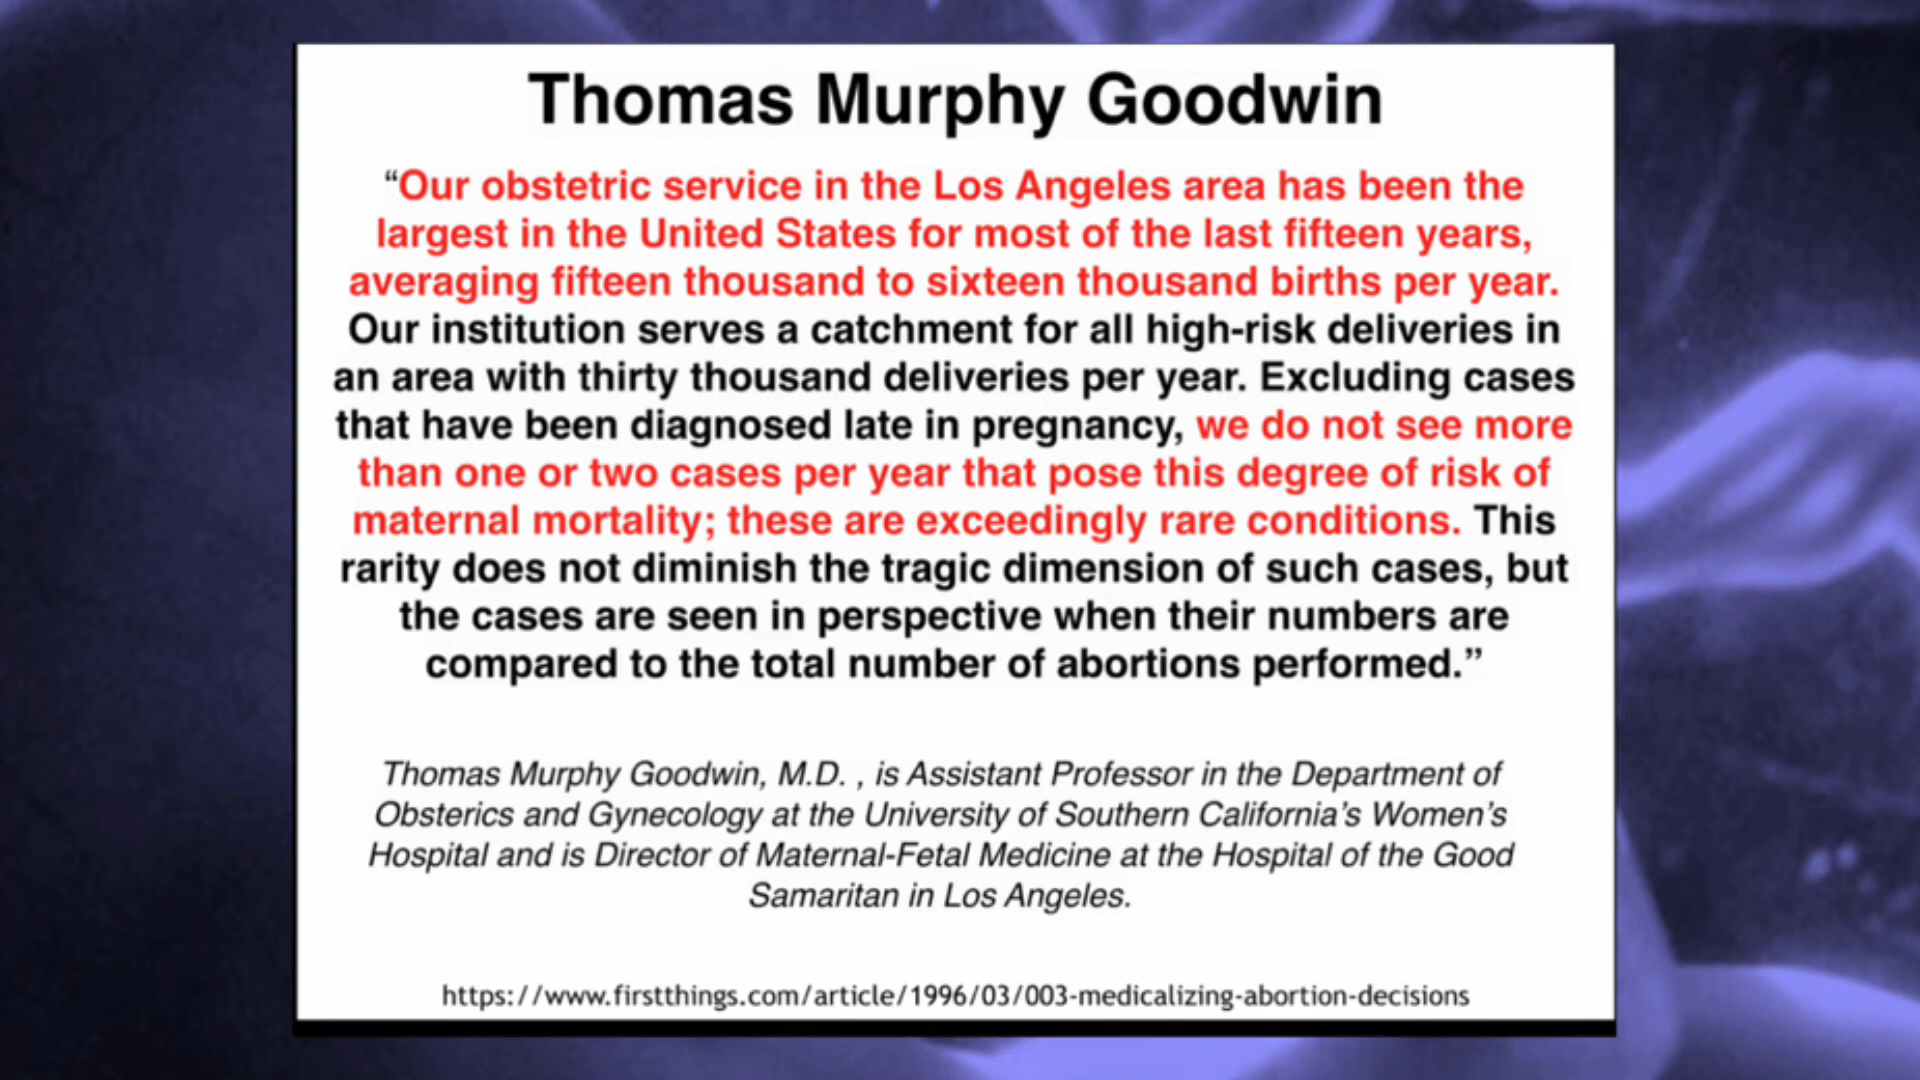 Thomas Murphy Goodwin
“Our obstetric service in the Los Angeles area has been the
largest in the United States for most of the last fifteen years,
averaging fifteen thousand to sixteen thousand births per year.
Our institution serves a catchment for all high-risk deliveries in
an area with thirty thousand deliveries per year. Excluding cases
that have been diagnosed late in pregnancy, we do not see more
than one or two cases per year that pose this degree of risk of
maternal mortality; these are exceedingly rare conditions. This
rarity does not diminish the tragic dimension of such cases, but
the cases are seen in perspective when their numbers are
compared to the total number of abortions performed.”
Thomas Murphy Goodwin, M.D. , is Assistant Professor in the Department of
Obsterics and Gynecology at the University of Southern California’s Women’s
Hospital and is Director of Maternal-Fetal Medicine at the Hospital of the Good
Samaritan in Los Angeles.
https://www.firstthings.com/article/1996/03/003-medicalizing-abortion-decisions